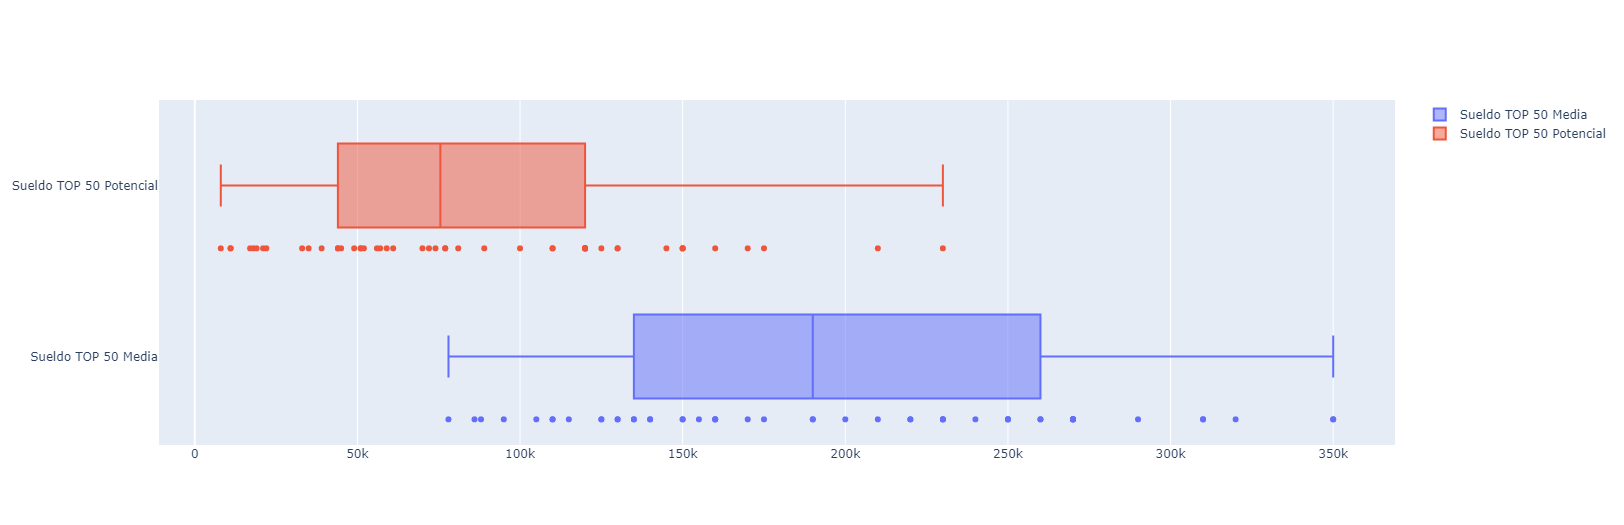 Sueldo TOP 50 Media
Sueldo TOP 50 Potencial
Sueldo TOP 50 Potencial
Sueldo TOP 50 Media
0 50k 100k 150k 200k 250k 300k 350k